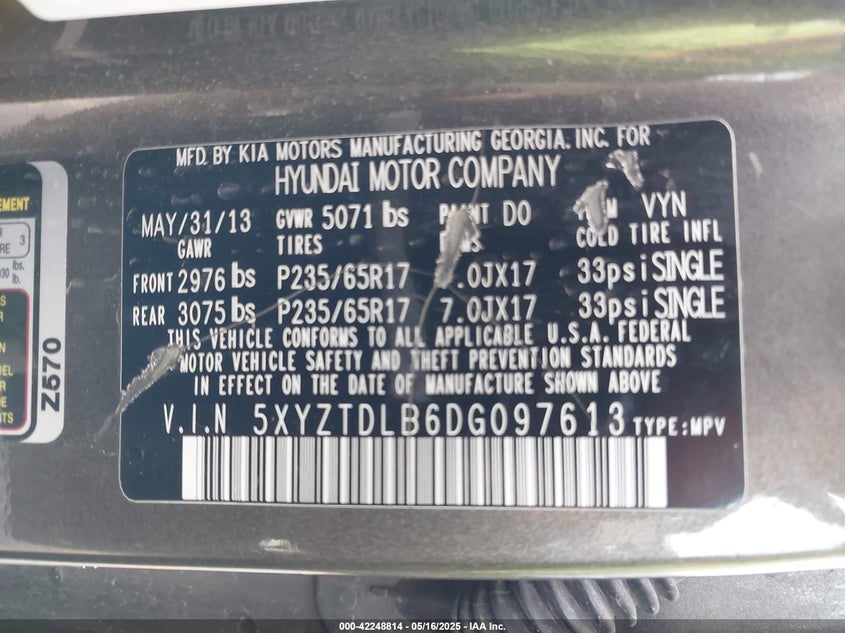 MFD. BY KIA MOTORS MANUFACTURING GEORGIA. INC. FOR
HYUNDAI MOTOR COMPANY
MAY/31/13 GVWR 5071 lbs PAINT DO VYN
GAWR TIRES COLD TIRE INFL
FRONT 2976 lbs P235/65R17 .0JX17 33psi SINGLE
REAR 3075 lbs P235/65R17 7.0JX17 33psi SINGLE
THIS VEHICLE CONFORMS TO ALL APPLICABLE U.S.A. FEDERAL
MOTOR VEHICLE SAFETY AND THEFT PREVENTION STANDARDS
IN EFFECT ON THE DATE OF MANUFACTURE SHOWN ABOVE
V.I.N 5XYZTDLB6DG097613 TYPE:MPV
Z570
000-42248814 - 05/16/2025 - IAA Inc.